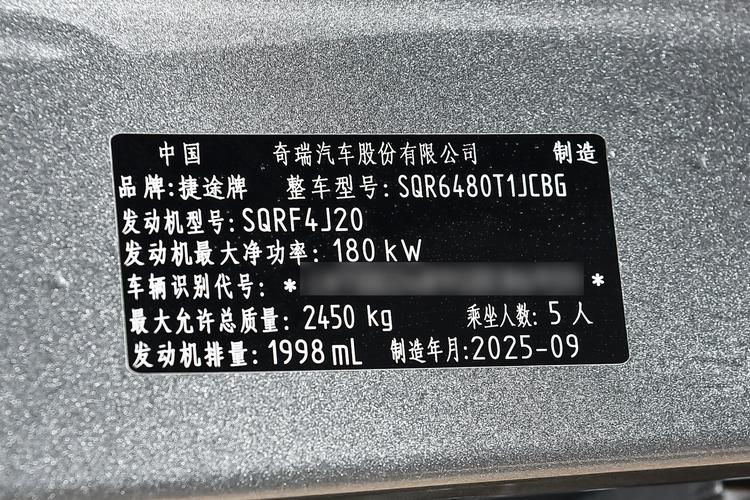 中国 奇瑞汽车股份有限公司 制造
品牌:捷途牌 整车型号:SQR6480T1JCBG
发动机型号:SQRF4J20
发动机最大净功率:180 kW
车辆识别代号:* *
最大允许总质量:2450 kg 乘坐人数:5 人
发动机排量:1998 mL 制造年月:2025-09